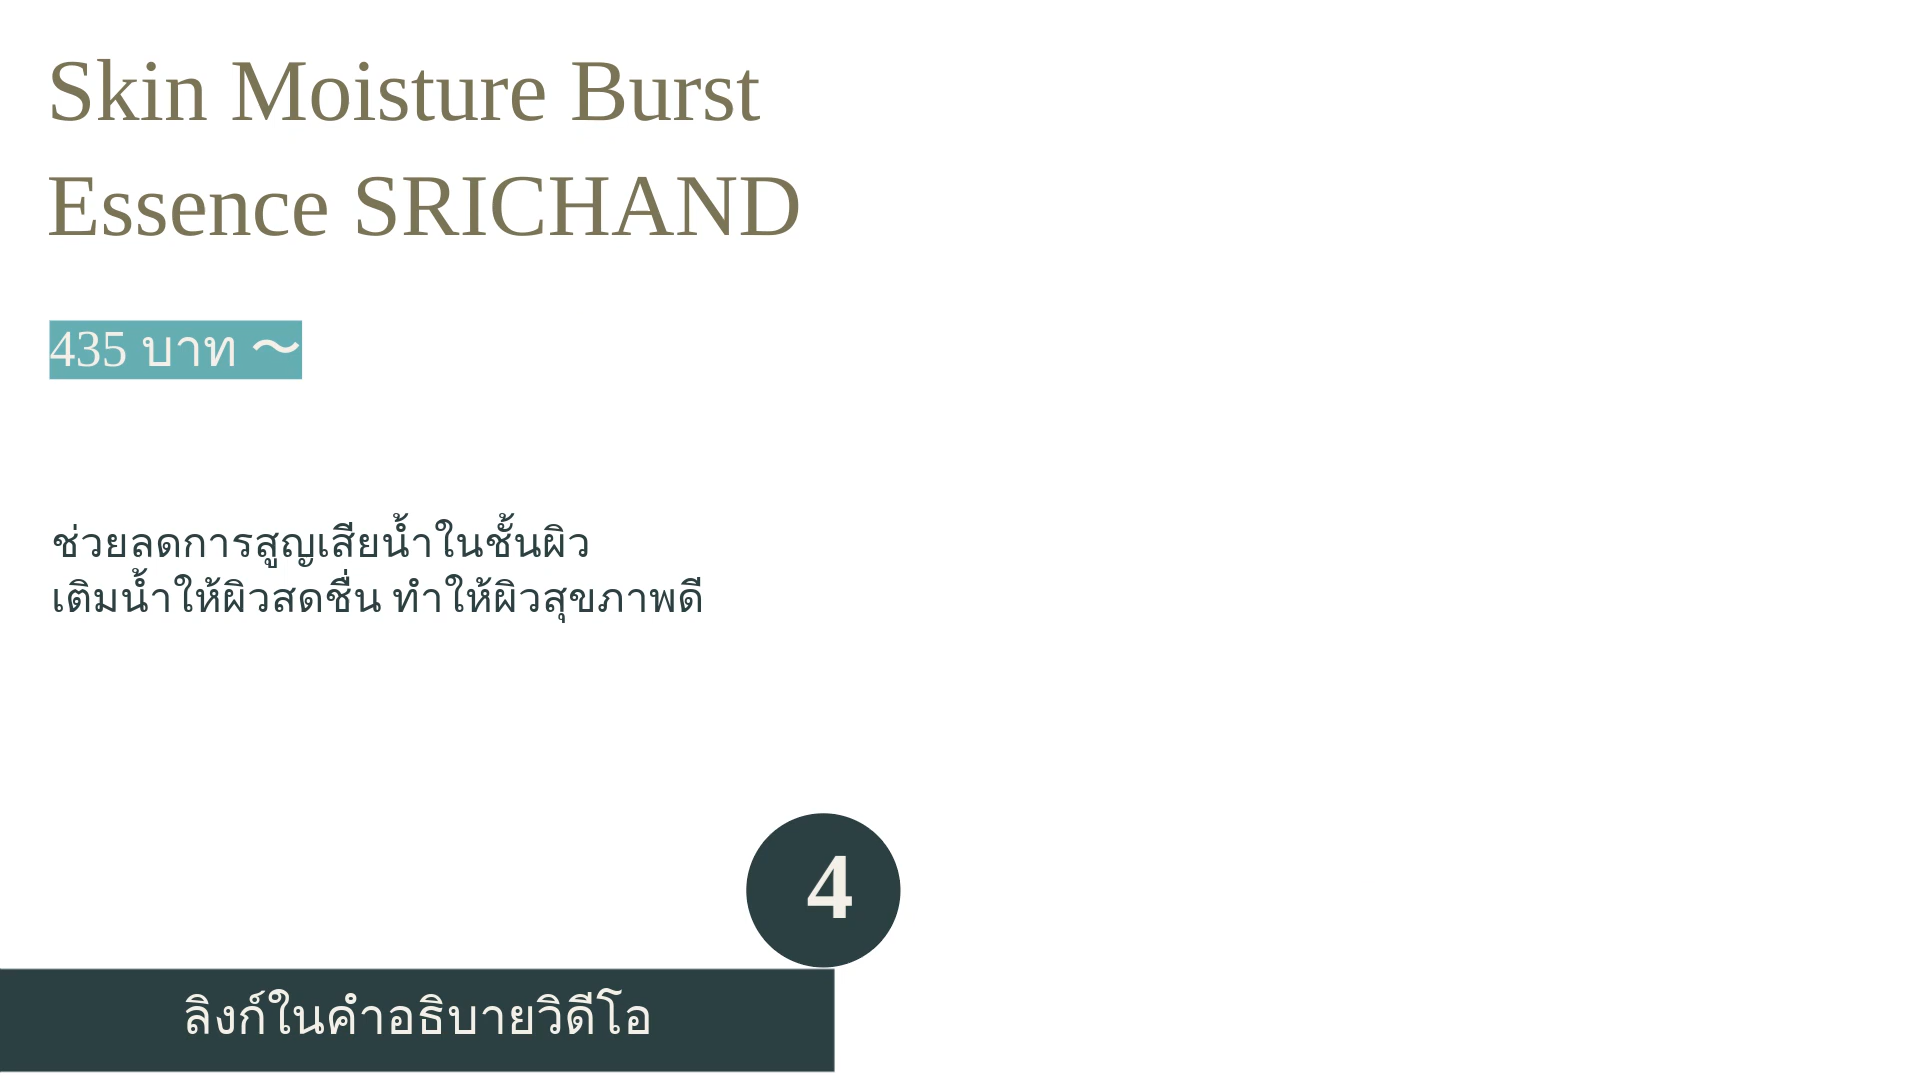 Skin Moisture Burst
Essence SRICHAND
435 บาท ～
ช่วยลดการสูญเสียน้ำในชั้นผิว
เติมน้ำให้ผิวสดชื่น ทำให้ผิวสุขภาพดี
4
ลิงก์ในคำอธิบายวิดีโอ